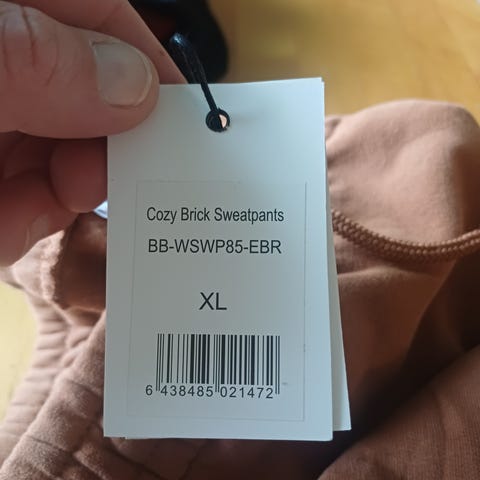 Cozy Brick Sweatpants
BB-WSWP85-EBR
XL
6 438485 021472